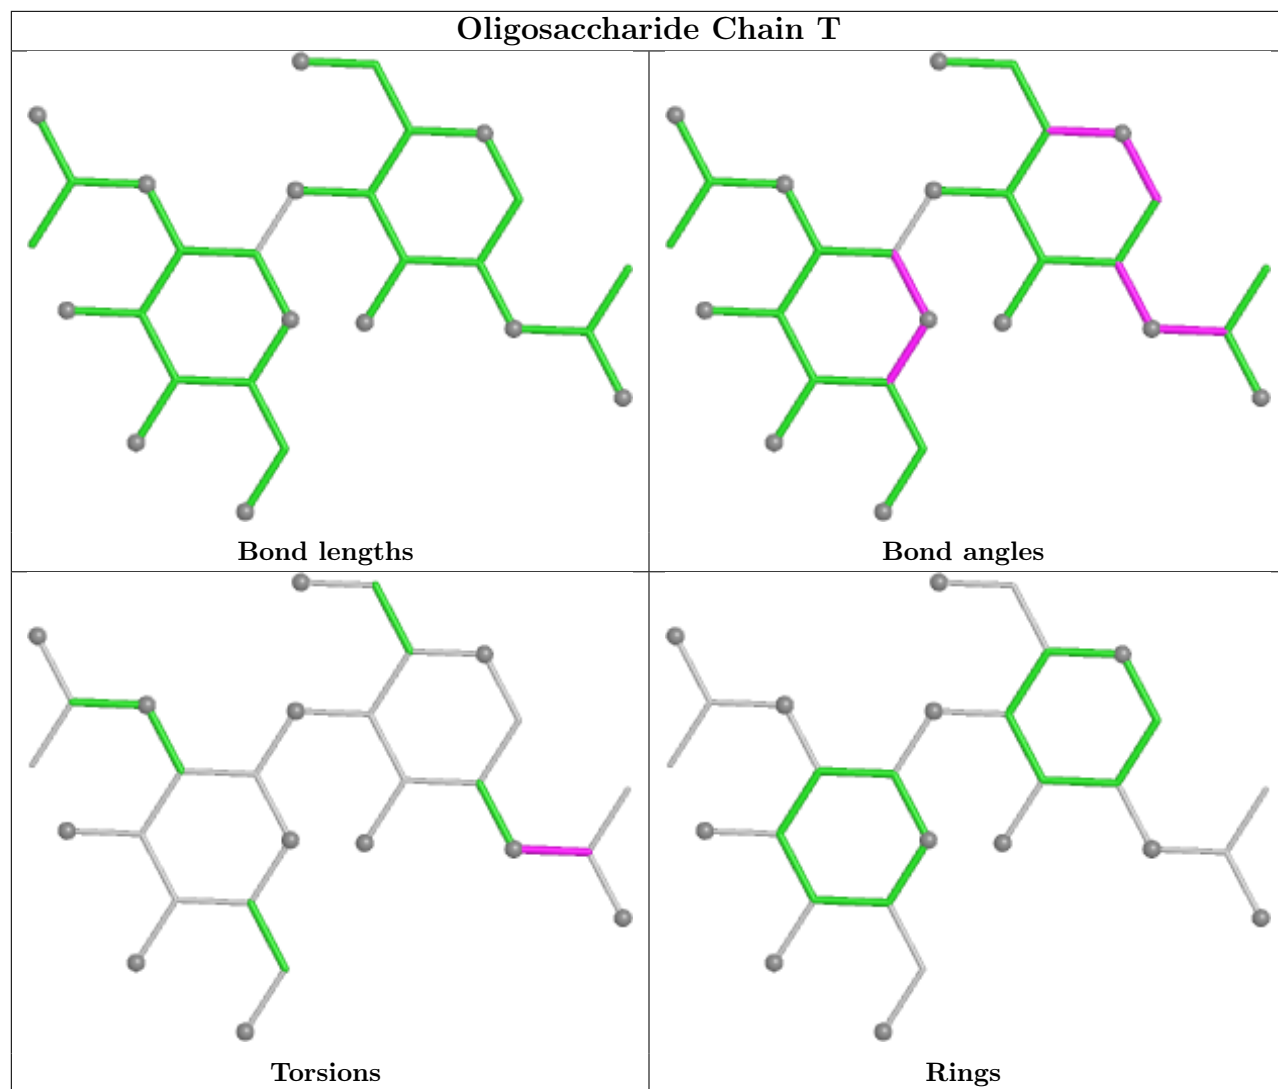 Oligosaccharide Chain T
Bond lengths
Bond angles
Torsions
Rings